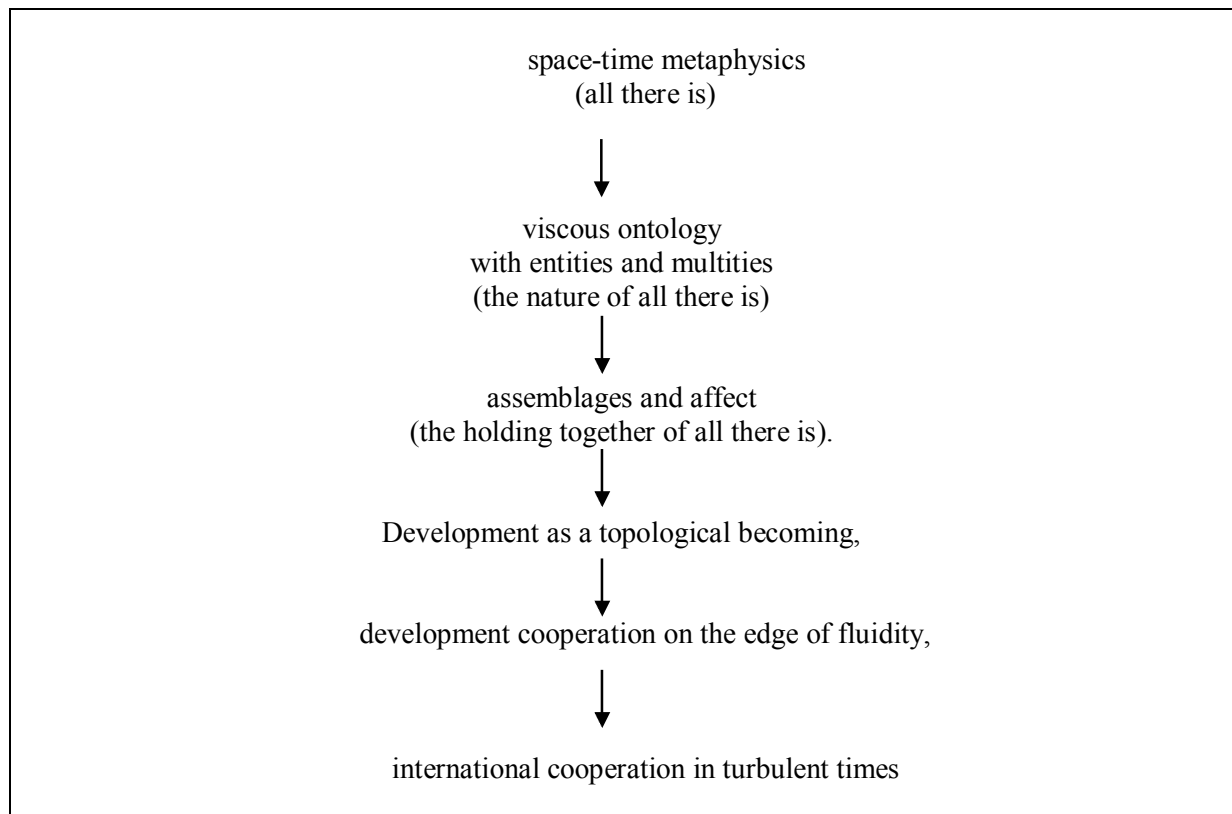 space-time metaphysics
(all there is)
viscous ontology
with entities and multities
(the nature of all there is)
assemblages and affect
(the holding together of all there is).
Development as a topological becoming,
development cooperation on the edge of fluidity,
international cooperation in turbulent times